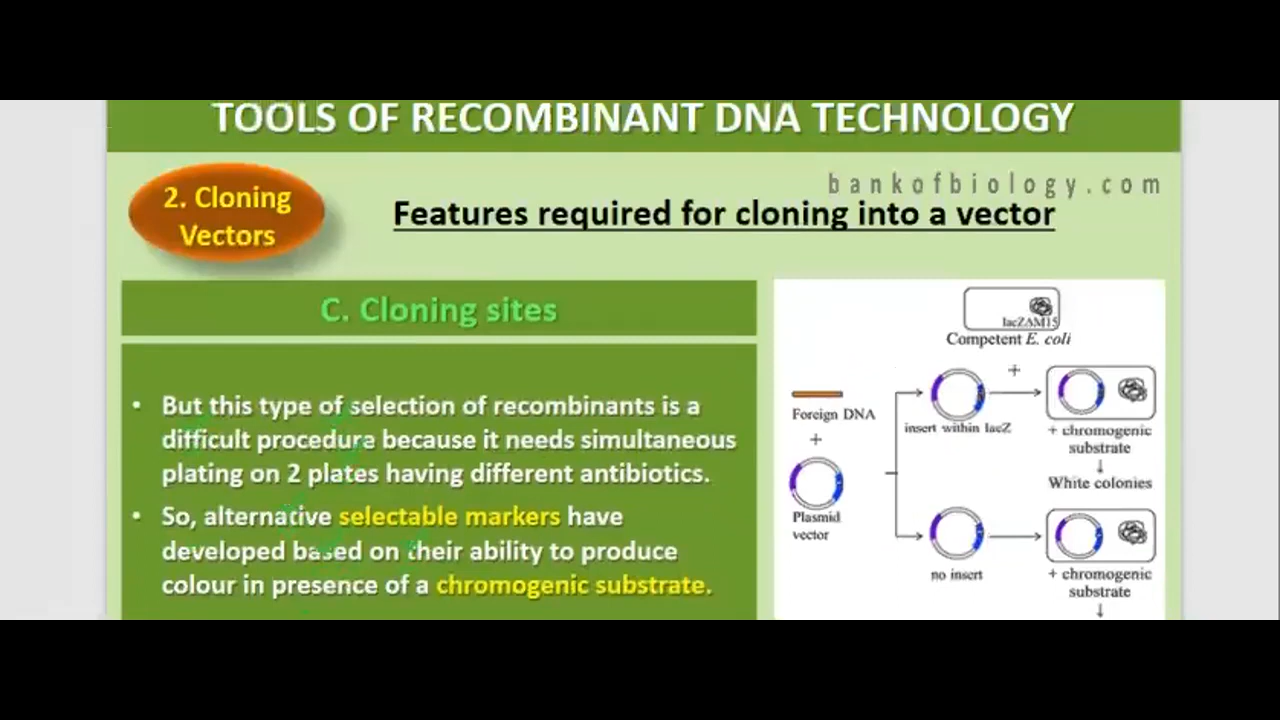 TOOLS OF RECOMBINANT DNA TECHNOLOGY
bankofbiology.com
2. Cloning
Vectors
Features required for cloning into a vector
C. Cloning sites
• But this type of selection of recombinants is a
difficult procedure because it needs simultaneous
plating on 2 plates having different antibiotics.
• So, alternative selectable markers have
developed based on their ability to produce
colour in presence of a chromogenic substrate.
lacZΔM15
Competent E. coli
+
Foreign DNA
+
Plasmid
vector
insert within lacZ
+ chromogenic
substrate
↓
White colonies
no insert
+ chromogenic
substrate
↓